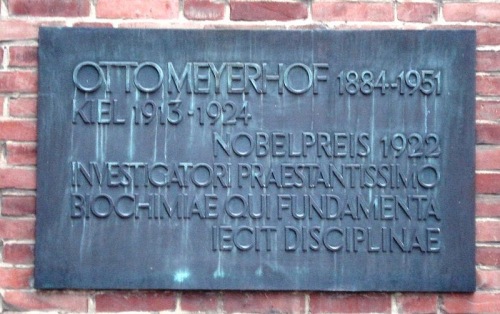 OTTO MEYERHOF 1884-1951
KIEL 1913-1924
NOBELPREIS 1922
INVESTIGATORI PRAESTANTISSIMO
BIOCHIMIAE QUI FUNDAMENTA
IECIT DISCIPLINAE